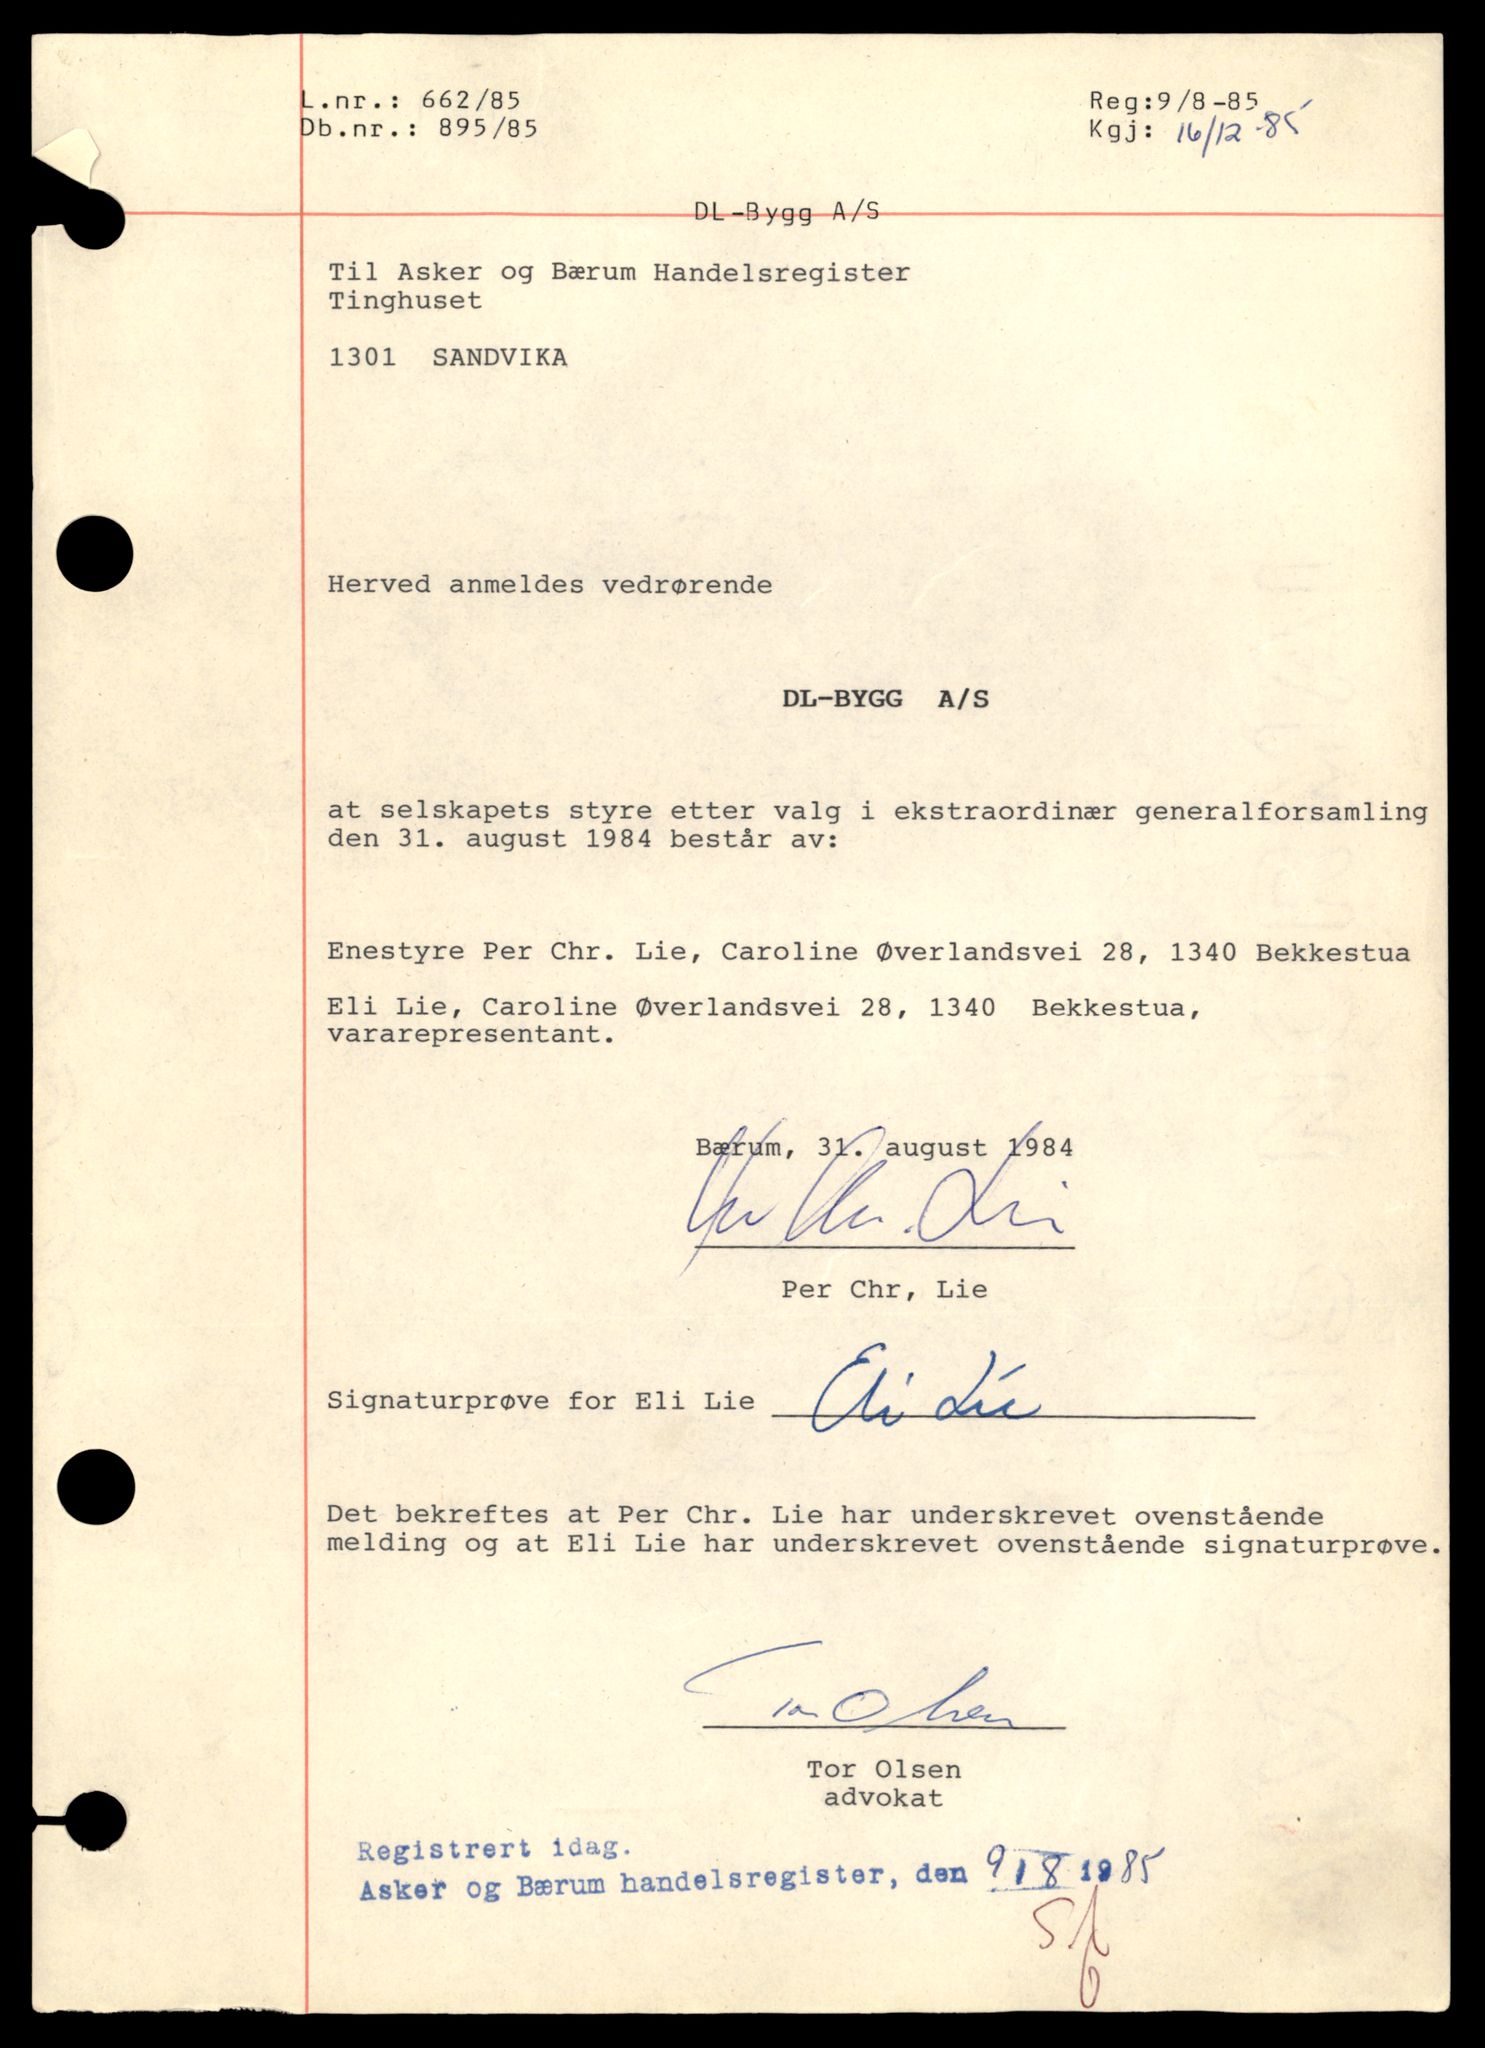 L.nr.: 662/85
Db.nr.: 895/85
Reg:9/8-85
Kgj: 16/12-85
DL-Bygg A/S
Til Asker og Bærum Handelsregister
Tinghuset
1301 SANDVIKA
Herved anmeldes vedrørende
DL-BYGG A/S
at selskapets styre etter valg i ekstraordinær generalforsamling
den 31. august 1984 består av:
Enestyre Per Chr. Lie, Caroline Øverlandsvei 28, 1340 Bekkestua
Eli Lie, Caroline Øverlandsvei 28, 1340 Bekkestua,
vararepresentant.
Bærum, 31. august 1984
Per Chr. Lie
Per Chr, Lie
Signaturprøve for Eli Lie Eli Lie
Det bekreftes at Per Chr. Lie har underskrevet ovenstående
melding og at Eli Lie har underskrevet ovenstående signaturprøve.
Tor Olsen
Tor Olsen
advokat
Registrert idag.
Asker og Bærum handelsregister, den 9/8 1985